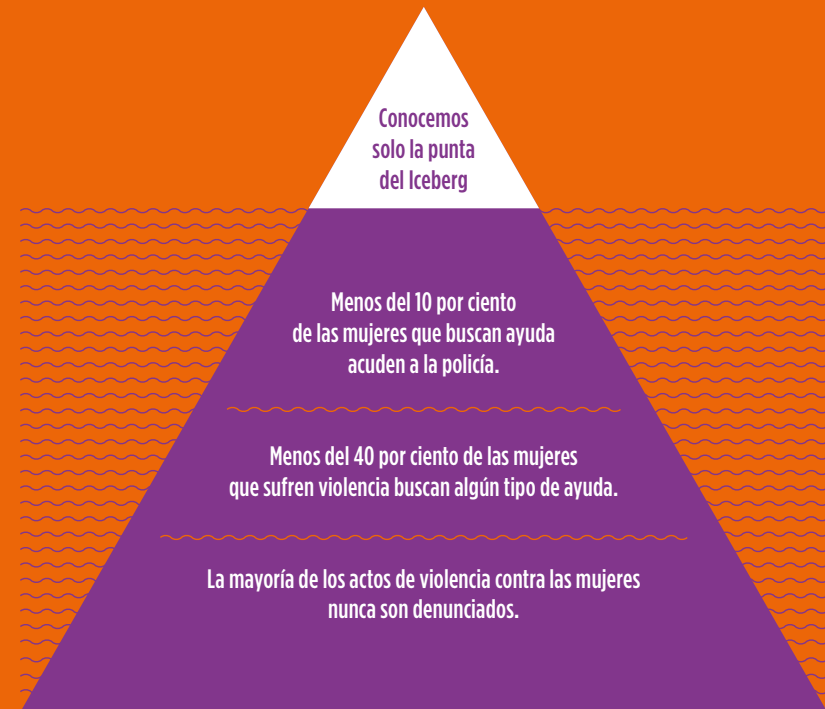 Conocemos
solo la punta
del Iceberg
Menos del 10 por ciento
de las mujeres que buscan ayuda
acuden a la policía.
Menos del 40 por ciento de las mujeres
que sufren violencia buscan algún tipo de ayuda.
La mayoría de los actos de violencia contra las mujeres
nunca son denunciados.